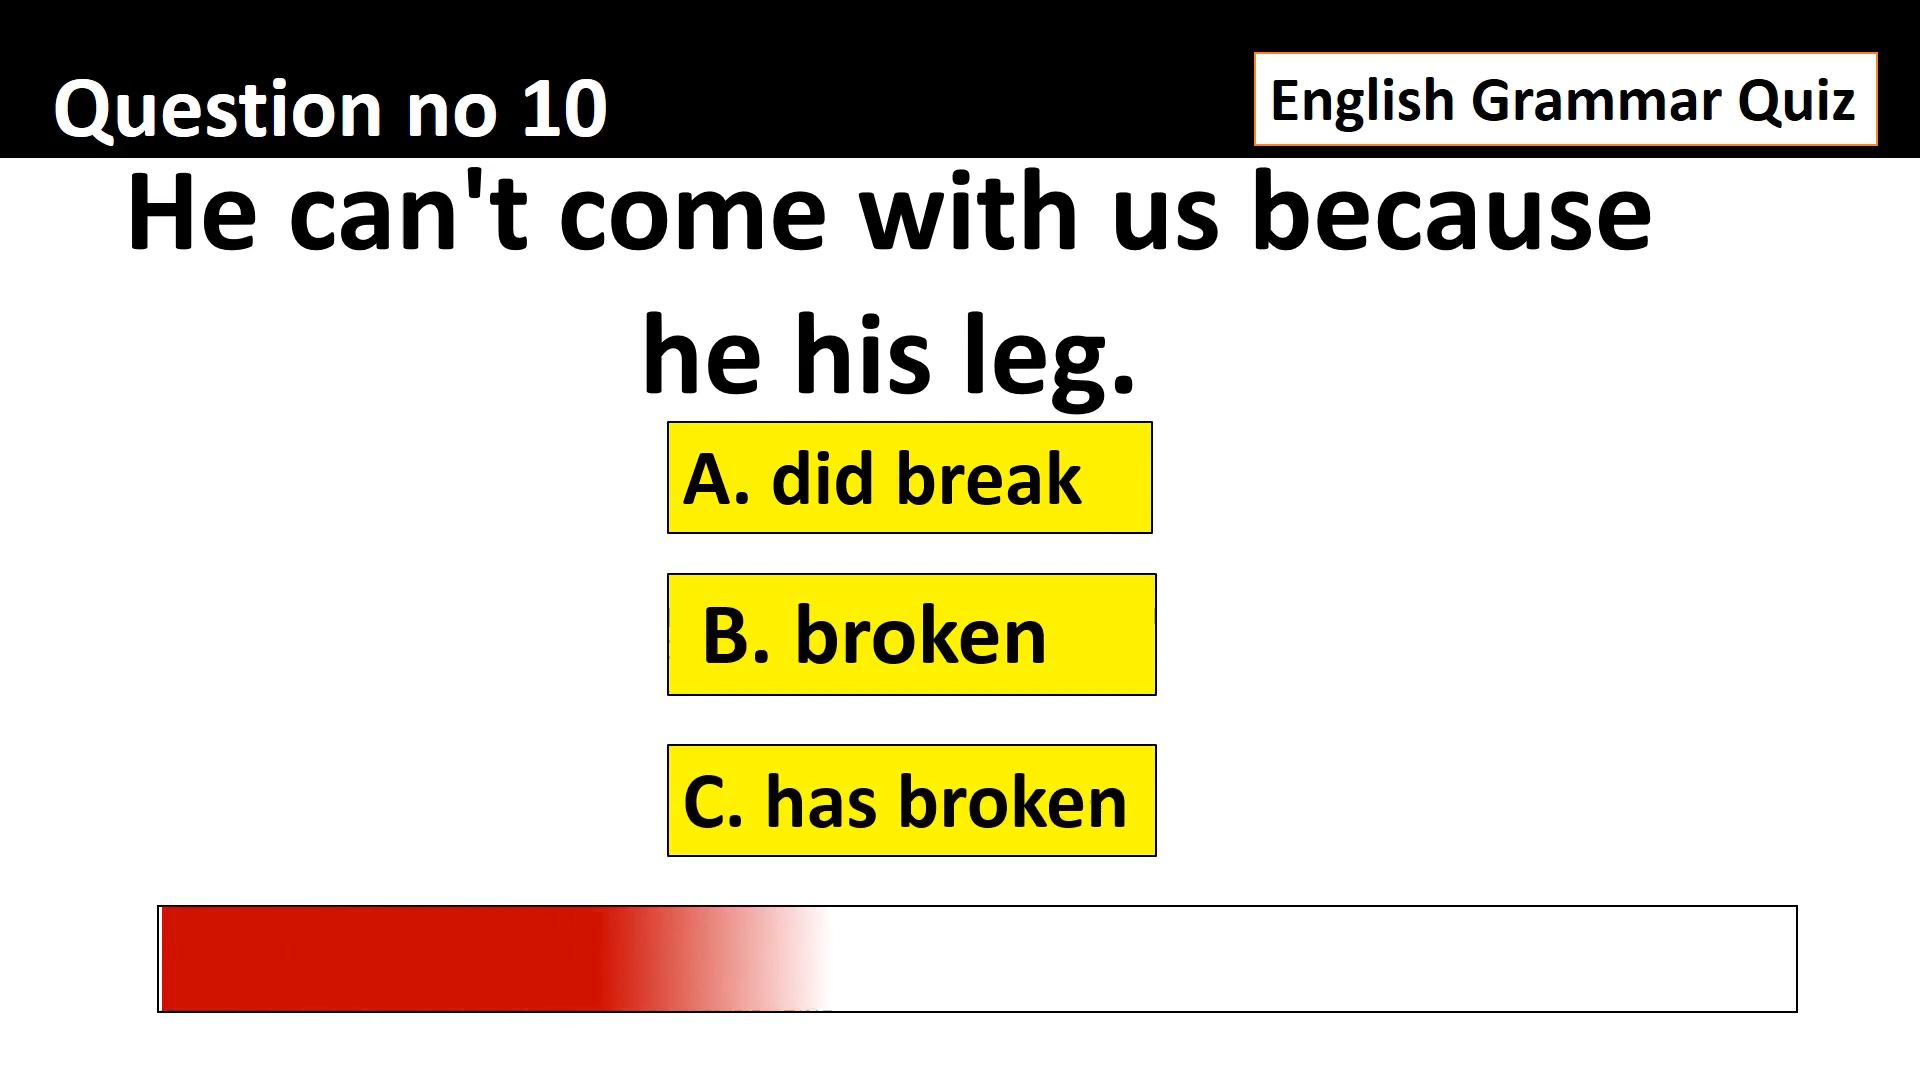 Question no 10
English Grammar Quiz
He can't come with us because
he his leg.
A. did break
B. broken
C. has broken